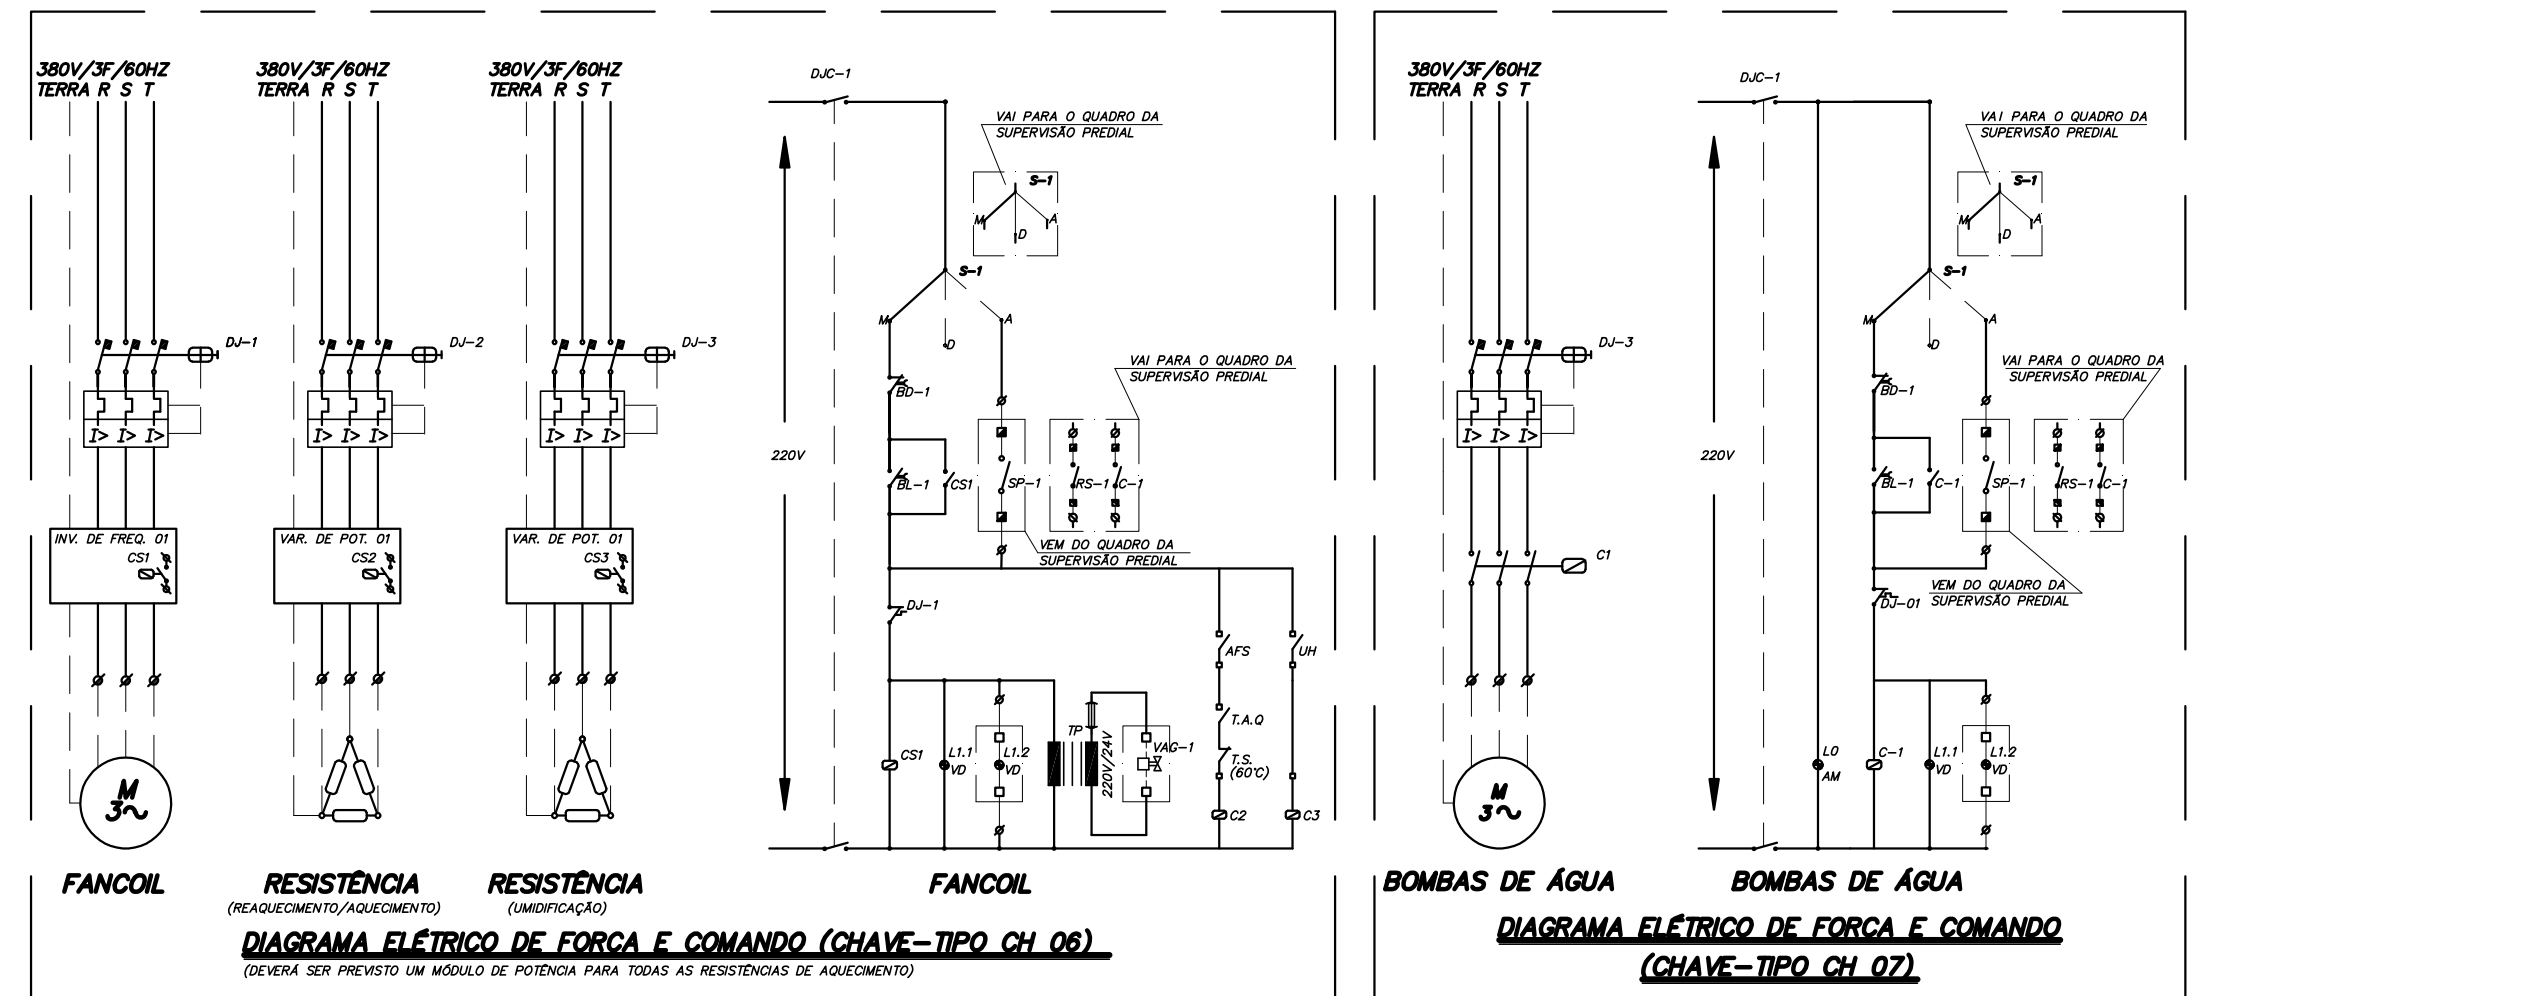 380V/3F/60HZ
TERRA R S T
DJ-1
I> I> I>
INV. DE FREQ. 01
CS1
M
3~
FANCOIL
380V/3F/60HZ
TERRA R S T
DJ-2
I> I> I>
VAR. DE POT. 01
CS2
RESISTÊNCIA
(REAQUECIMENTO/AQUECIMENTO)
380V/3F/60HZ
TERRA R S T
DJ-3
I> I> I>
VAR. DE POT. 01
CS3
RESISTÊNCIA
(UMIDIFICAÇÃO)
DJC-1
220V
VAI PARA O QUADRO DA
SUPERVISÃO PREDIAL
S-1
M
A
D
S-1
M
A
D
VAI PARA O QUADRO DA
SUPERVISÃO PREDIAL
BD-1
BL-1
CS1
SP-1
RS-1
C-1
VEM DO QUADRO DA
SUPERVISÃO PREDIAL
DJ-1
AFS
UH
T.A.Q
T.S.
(60°C)
CS1
L1.1
VD
L1.2
VD
TP
220V/24V
VAG-1
C2
C3
FANCOIL
DIAGRAMA ELÉTRICO DE FORCA E COMANDO (CHAVE-TIPO CH 06)
(DEVERÁ SER PREVISTO UM MÓDULO DE POTÊNCIA PARA TODAS AS RESISTÊNCIAS DE AQUECIMENTO)
380V/3F/60HZ
TERRA R S T
DJ-3
I> I> I>
C1
M
3~
BOMBAS DE ÁGUA
DJC-1
220V
VAI PARA O QUADRO DA
SUPERVISÃO PREDIAL
S-1
M
A
D
S-1
M
A
D
VAI PARA O QUADRO DA
SUPERVISÃO PREDIAL
BD-1
BL-1
C-1
SP-1
RS-1
C-1
VEM DO QUADRO DA
SUPERVISÃO PREDIAL
DJ-01
LO
AM
C-1
L1.1
VD
L1.2
VD
BOMBAS DE ÁGUA
DIAGRAMA ELÉTRICO DE FORCA E COMANDO
(CHAVE-TIPO CH 07)